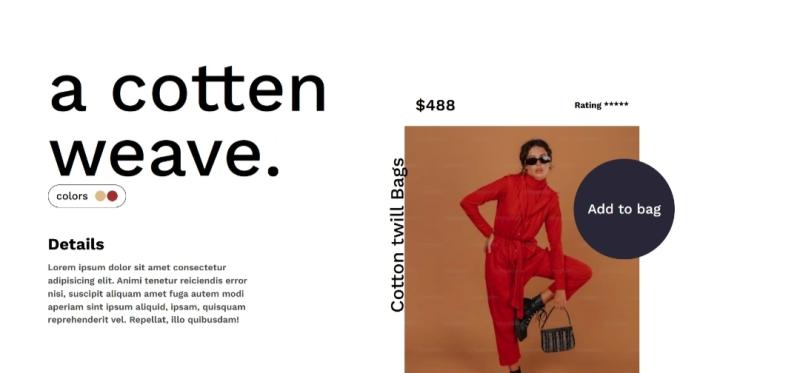 a cotten
weave.
colors
Details
Lorem ipsum dolor sit amet consectetur
adipisicing elit. Animi tenetur reiciendis error
nisi, suscipit aliquam amet fuga autem modi
aperiam sint ipsum aliquid, ipsam, quisquam
reprehenderit vel. Repellat, illo quibusdam!
$488
Rating *****
Cotton twill Bags
Add to bag